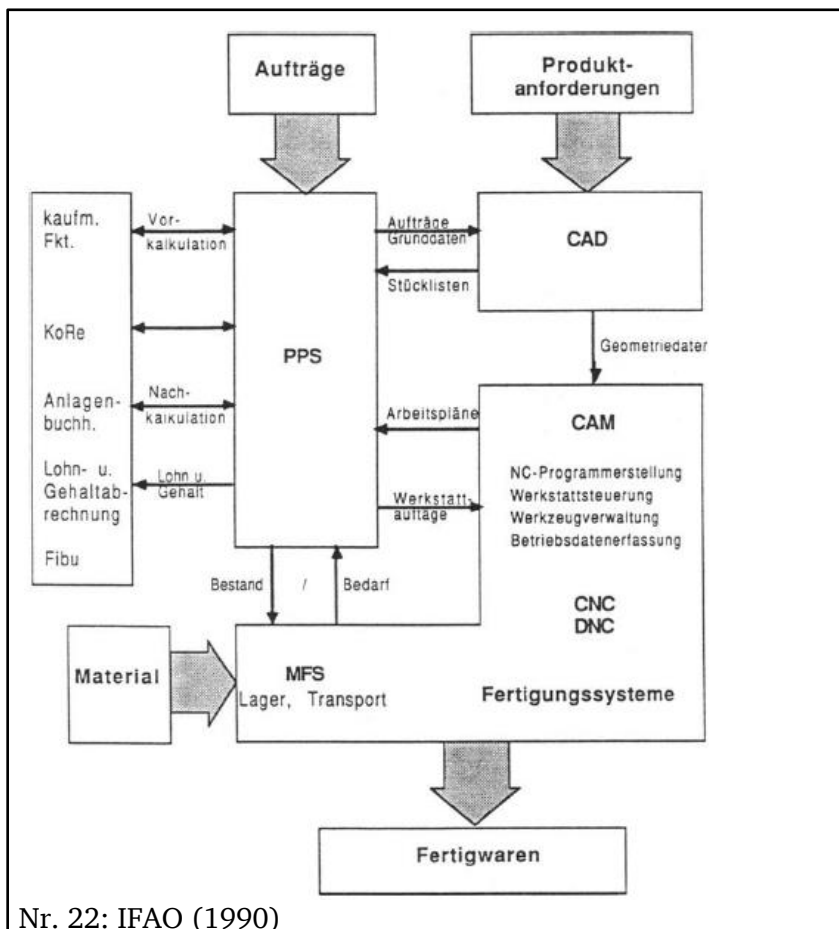 Aufträge
Produkt-
anforderungen
kaufm.
Fkt.
KoRe
Anlagen-
buchh.
Lohn- u.
Gehaltab-
rechnung
Fibu
Vor-
kalkulation
Nach-
kalkulation
Lohn u.
Gehalt
PPS
Aufträge
Grunddaten
Stücklisten
CAD
Geometriedater
Arbeitspläne
Werkstatt-
auftäge
CAM
NC-Programmerstellung
Werkstattsteuerung
Werkzeugverwaltung
Betriebsdatenerfassung
CNC
DNC
Fertigungssysteme
Bestand / Bedarf
Material
MFS
Lager, Transport
Fertigwaren
Nr. 22: IFAO (1990)